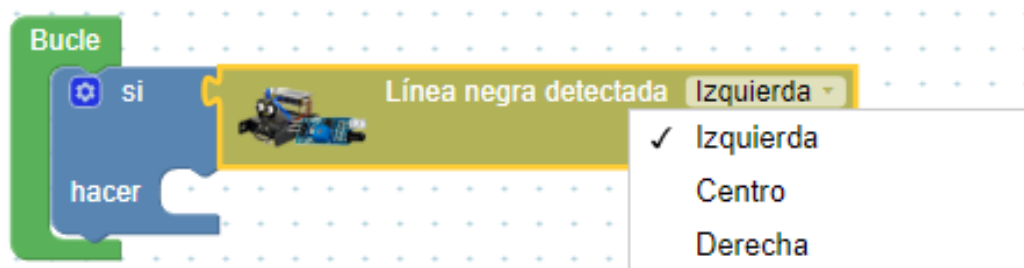 Bucle
si Línea negra detectada Izquierda
✓ Izquierda
Centro
hacer
Derecha